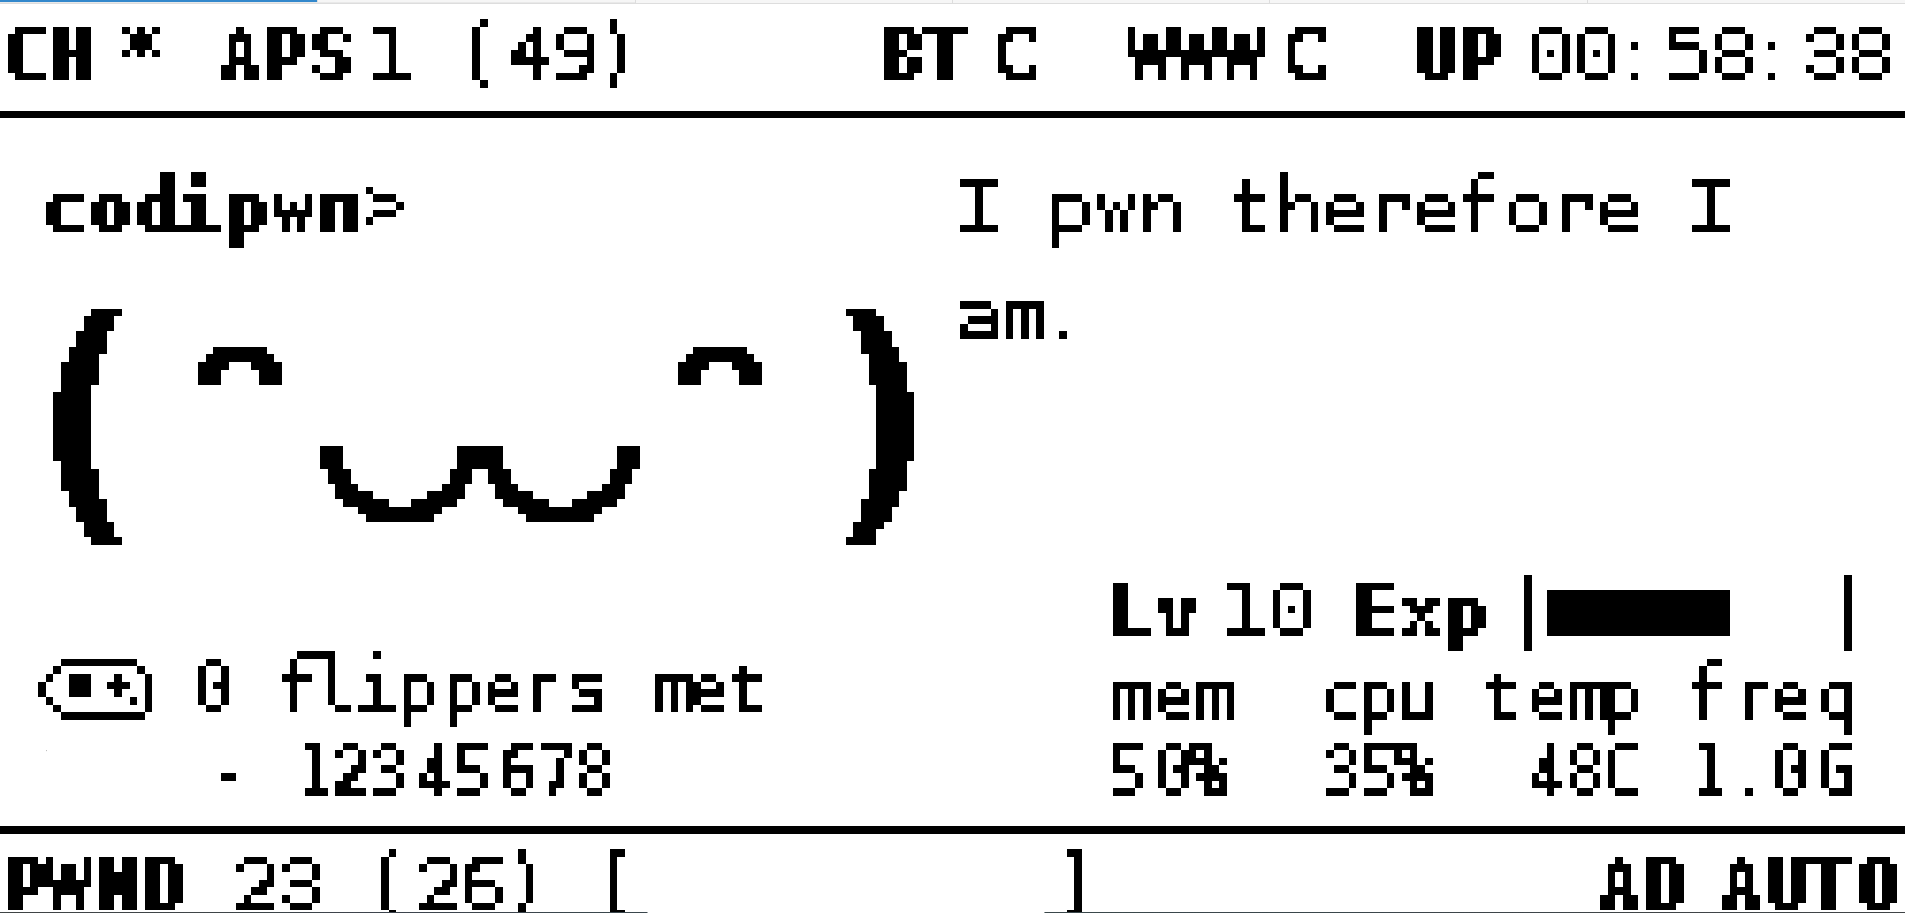 CH * APS 1 (49) BT C WWW C UP 00:58:38
codipwn>
I pwn therefore I
am.
(◕‿‿◕)
Lv 10 Exp | |
0 flippers met
mem cpu temp freq
- 12345678
50% 35% 48C 1.0G
PWND 23 (26) [ ] AD AUTO